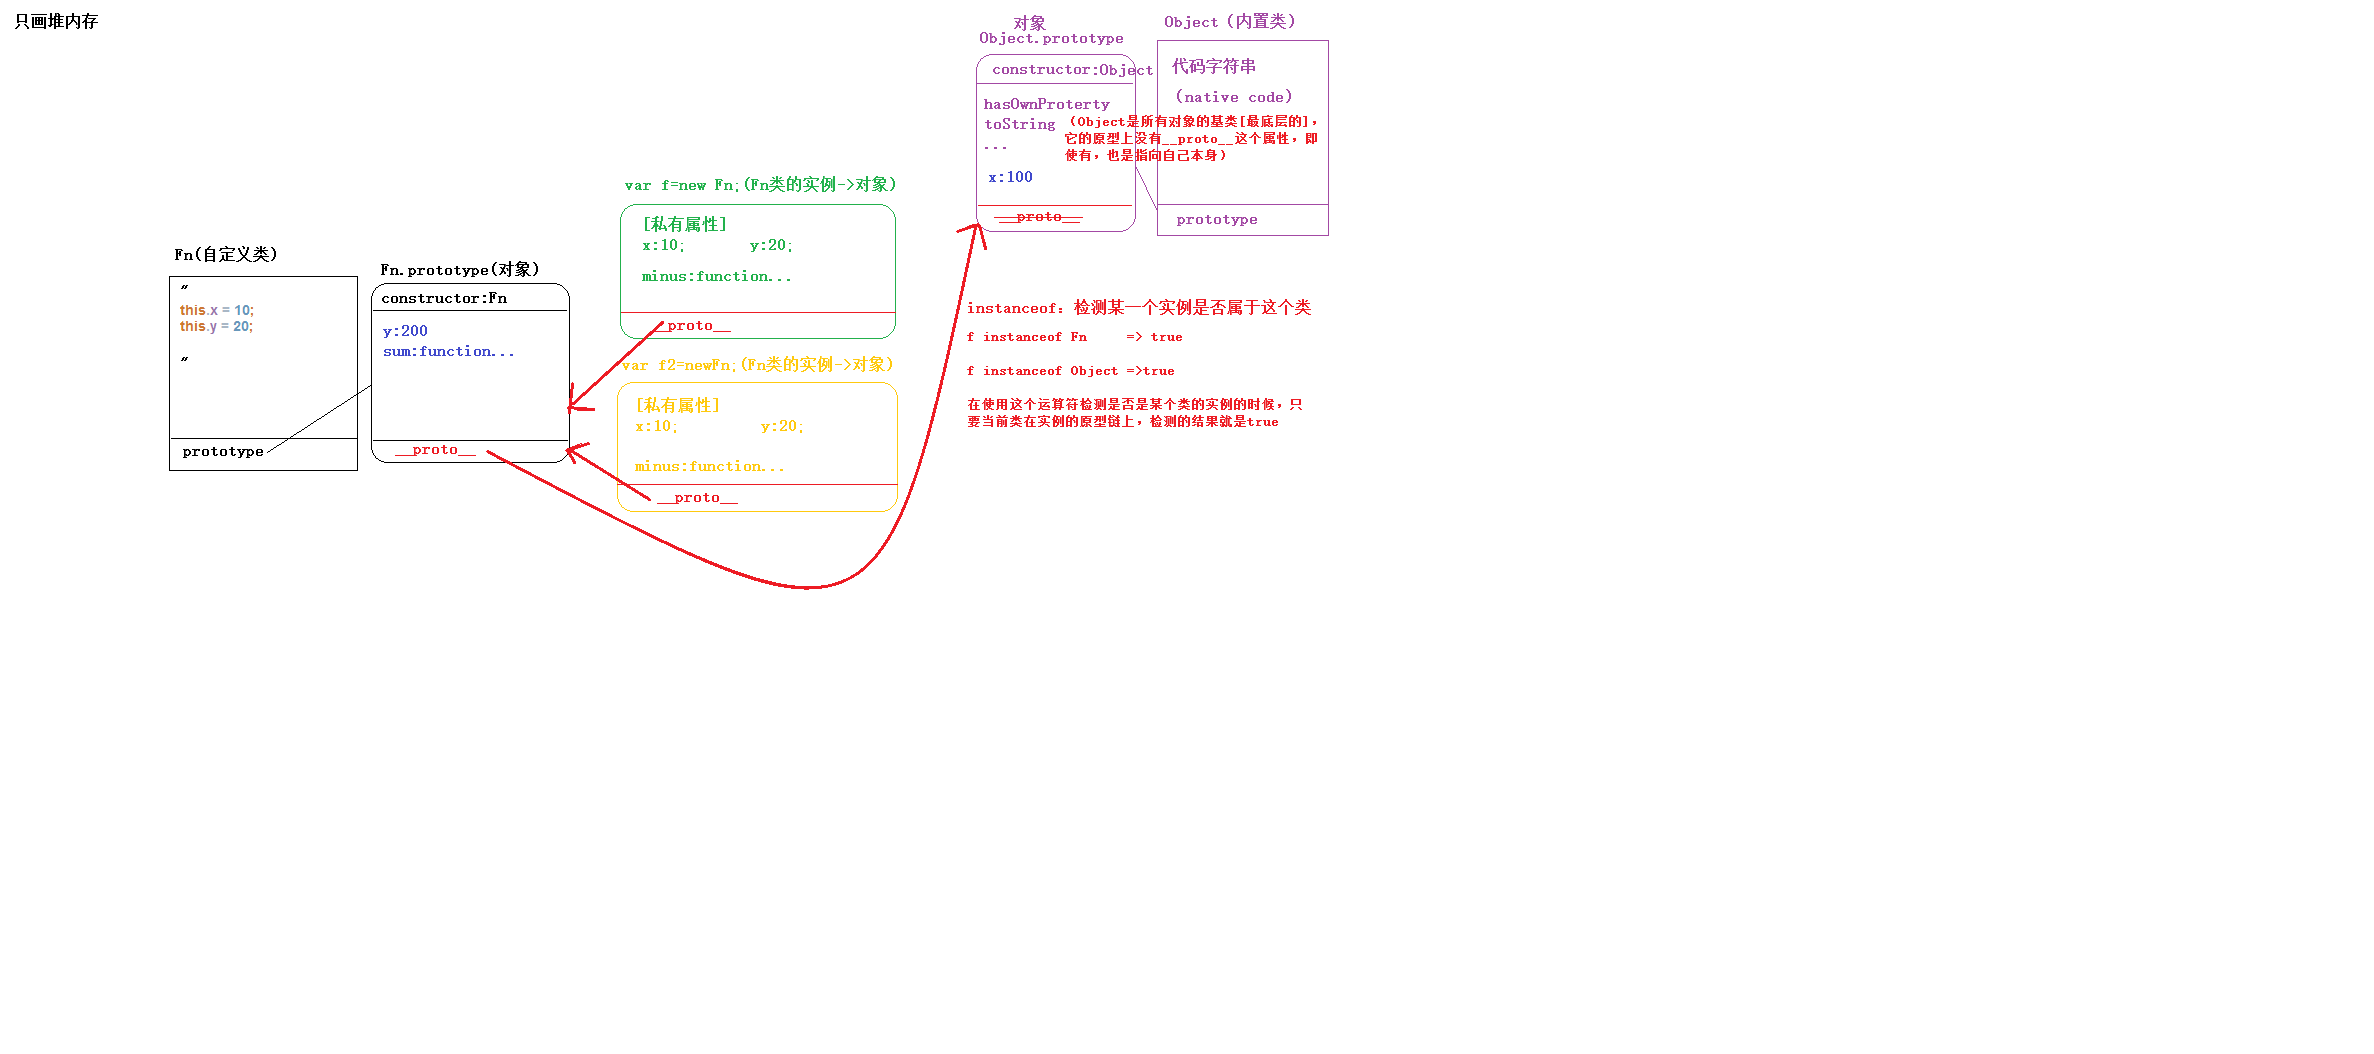 只画堆内存
对象
Object.prototype
constructor:Object
hasOwnProterty
toString
...
x:100
__proto__
Object（内置类）
代码字符串
（native code）
（Object是所有对象的基类[最底层的]，
它的原型上没有__proto__这个属性，即
使有，也是指向自己本身）
prototype
var f=new Fn;(Fn类的实例->对象)
[私有属性]
x:10; y:20;
minus:function...
__proto__
Fn(自定义类)
"
this.x = 10;
this.y = 20;
"
prototype
Fn.prototype(对象)
constructor:Fn
y:200
sum:function...
__proto__
var f2=newFn;(Fn类的实例->对象)
[私有属性]
x:10; y:20;
minus:function...
__proto__
instanceof：检测某一个实例是否属于这个类
f instanceof Fn => true
f instanceof Object =>true
在使用这个运算符检测是否是某个类的实例的时候，只
要当前类在实例的原型链上，检测的结果就是true